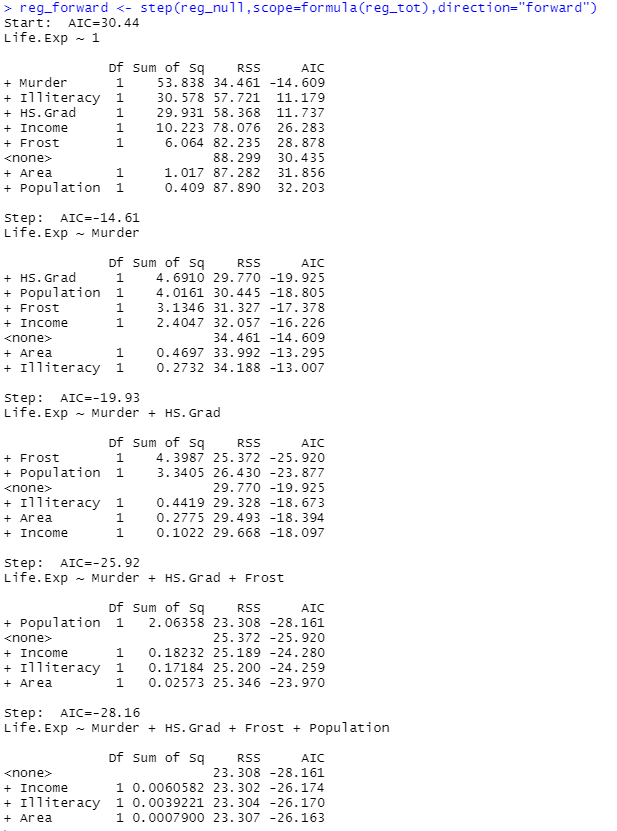 > reg_forward <- step(reg_null,scope=formula(reg_tot),direction="forward")
Start:  AIC=30.44
Life.Exp ~ 1

             Df Sum of Sq    RSS     AIC
+ Murder      1    53.838 34.461 -14.609
+ Illiteracy  1    30.578 57.721  11.179
+ HS.Grad     1    29.931 58.368  11.737
+ Income      1    10.223 78.076  26.283
+ Frost       1     6.064 82.235  28.878
<none>                    88.299  30.435
+ Area        1     1.017 87.282  31.856
+ Population  1     0.409 87.890  32.203

Step:  AIC=-14.61
Life.Exp ~ Murder

             Df Sum of Sq    RSS     AIC
+ HS.Grad     1    4.6910 29.770 -19.925
+ Population  1    4.0161 30.445 -18.805
+ Frost       1    3.1346 31.327 -17.378
+ Income      1    2.4047 32.057 -16.226
<none>                    34.461 -14.609
+ Area        1    0.4697 33.992 -13.295
+ Illiteracy  1    0.2732 34.188 -13.007

Step:  AIC=-19.93
Life.Exp ~ Murder + HS.Grad

             Df Sum of Sq    RSS     AIC
+ Frost       1    4.3987 25.372 -25.920
+ Population  1    3.3405 26.430 -23.877
<none>                    29.770 -19.925
+ Illiteracy  1    0.4419 29.328 -18.673
+ Area        1    0.2775 29.493 -18.394
+ Income      1    0.1022 29.668 -18.097

Step:  AIC=-25.92
Life.Exp ~ Murder + HS.Grad + Frost

             Df Sum of Sq    RSS     AIC
+ Population  1   2.06358 23.308 -28.161
<none>                    25.372 -25.920
+ Income      1   0.18232 25.189 -24.280
+ Illiteracy  1   0.17184 25.200 -24.259
+ Area        1   0.02573 25.346 -23.970

Step:  AIC=-28.16
Life.Exp ~ Murder + HS.Grad + Frost + Population

             Df Sum of Sq    RSS     AIC
<none>                    23.308 -28.161
+ Income      1 0.0060582 23.302 -26.174
+ Illiteracy  1 0.0039221 23.304 -26.170
+ Area        1 0.0007900 23.307 -26.163